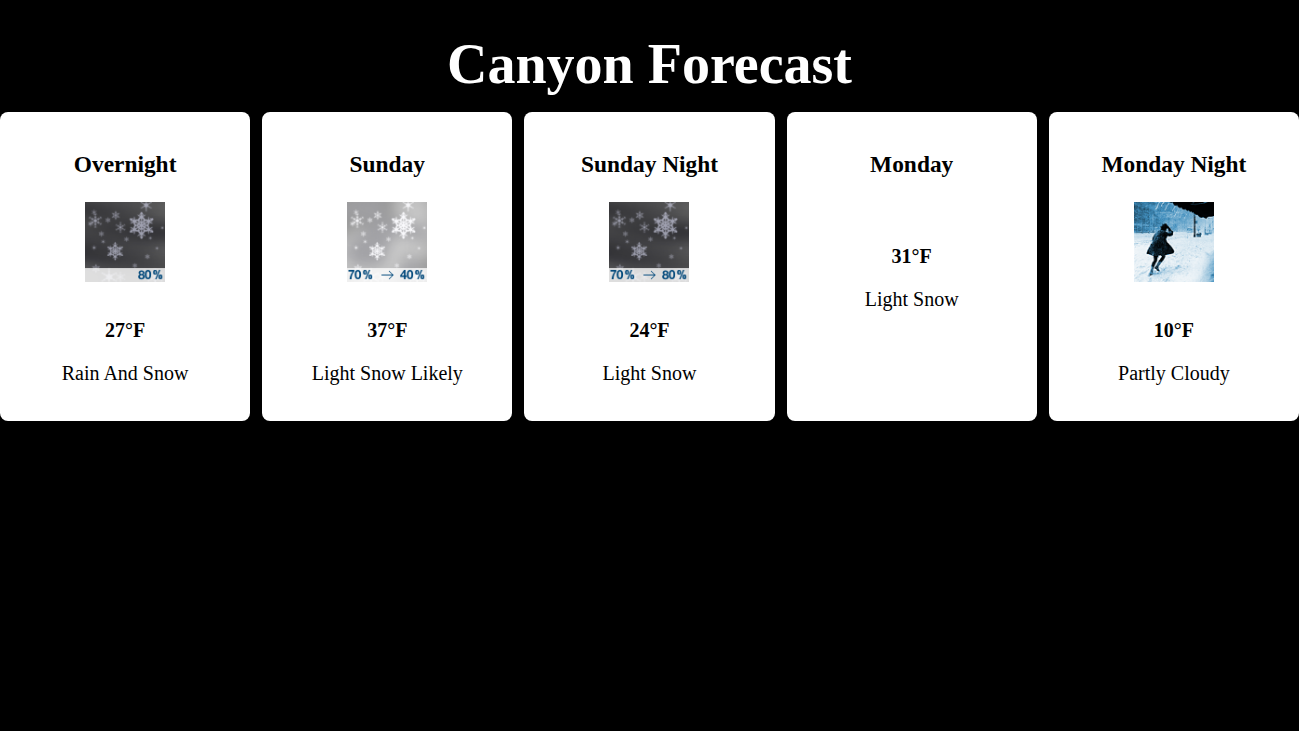 Canyon Forecast
Overnight
80%
27°F
Rain And Snow
Sunday
70% → 40%
37°F
Light Snow Likely
Sunday Night
70% → 80%
24°F
Light Snow
Monday
31°F
Light Snow
Monday Night
10°F
Partly Cloudy